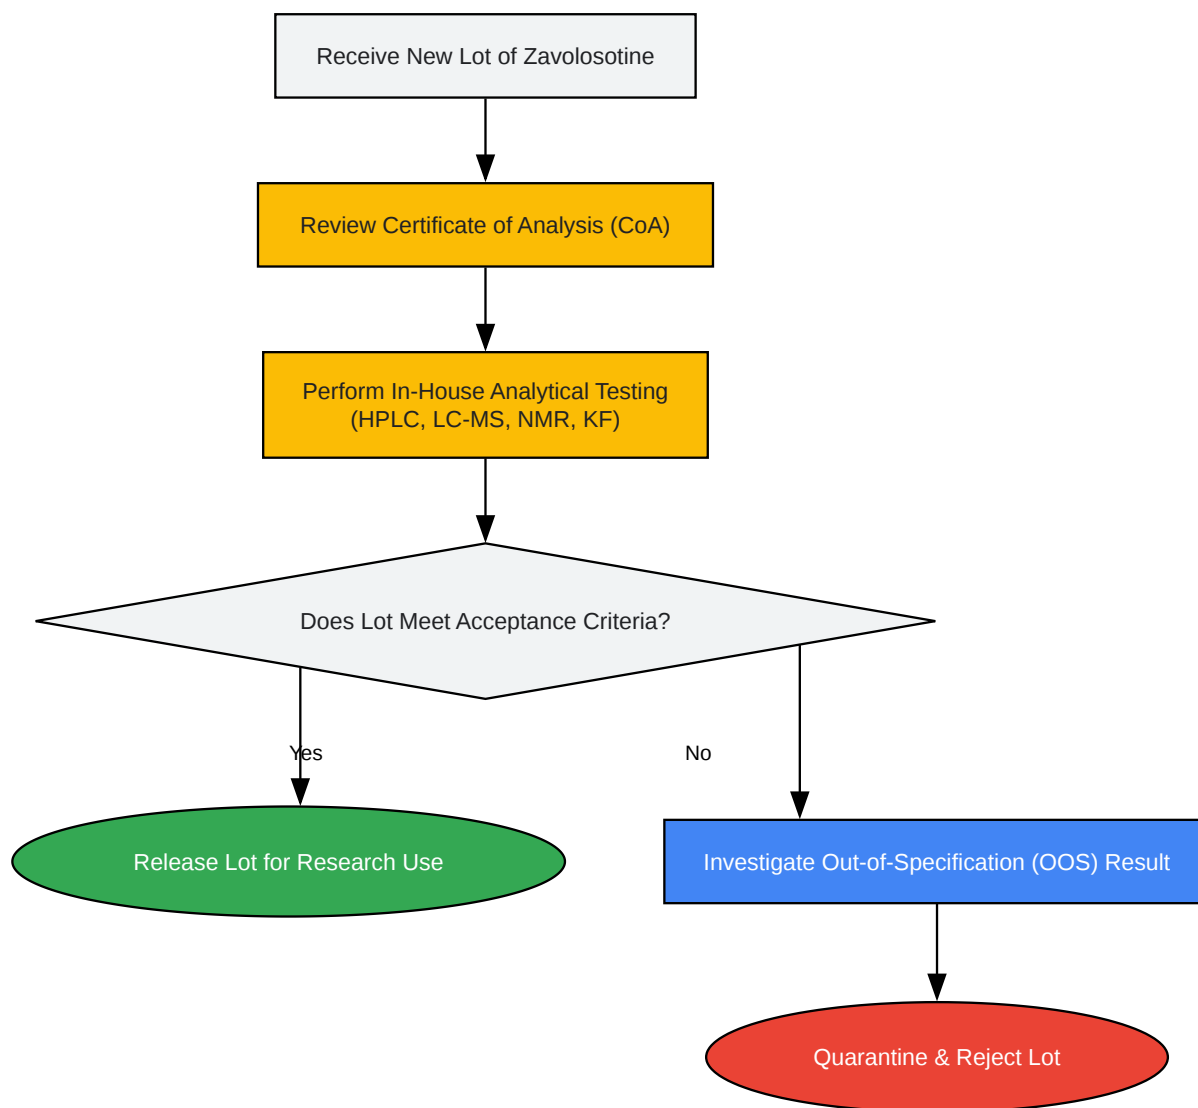 Receive New Lot of Zavolosotine
Review Certificate of Analysis (CoA)
Perform In-House Analytical Testing
(HPLC, LC-MS, NMR, KF)
Does Lot Meet Acceptance Criteria?
Yes
No
Release Lot for Research Use
Investigate Out-of-Specification (OOS) Result
Quarantine & Reject Lot